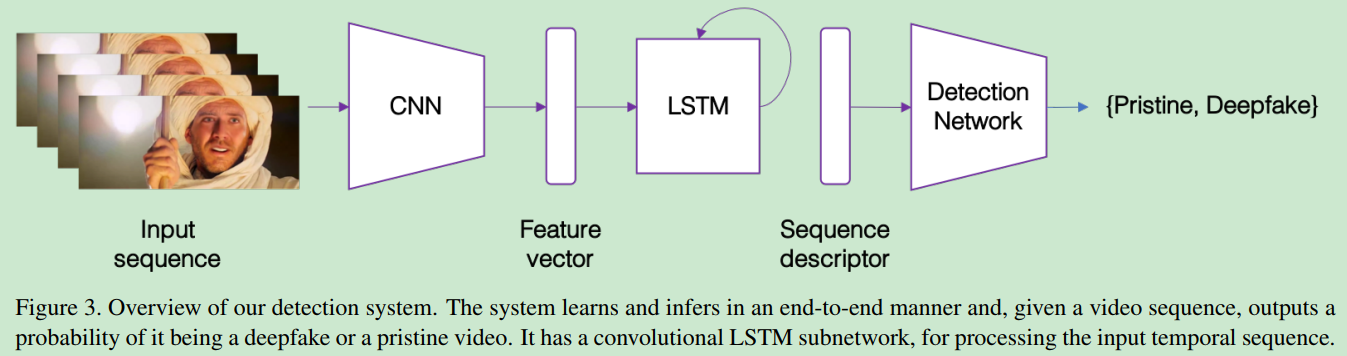 CNN
LSTM
Detection
Network
{Pristine, Deepfake}
Input
sequence
Feature
vector
Sequence
descriptor
Figure 3. Overview of our detection system. The system learns and infers in an end-to-end manner and, given a video sequence, outputs a
probability of it being a deepfake or a pristine video. It has a convolutional LSTM subnetwork, for processing the input temporal sequence.